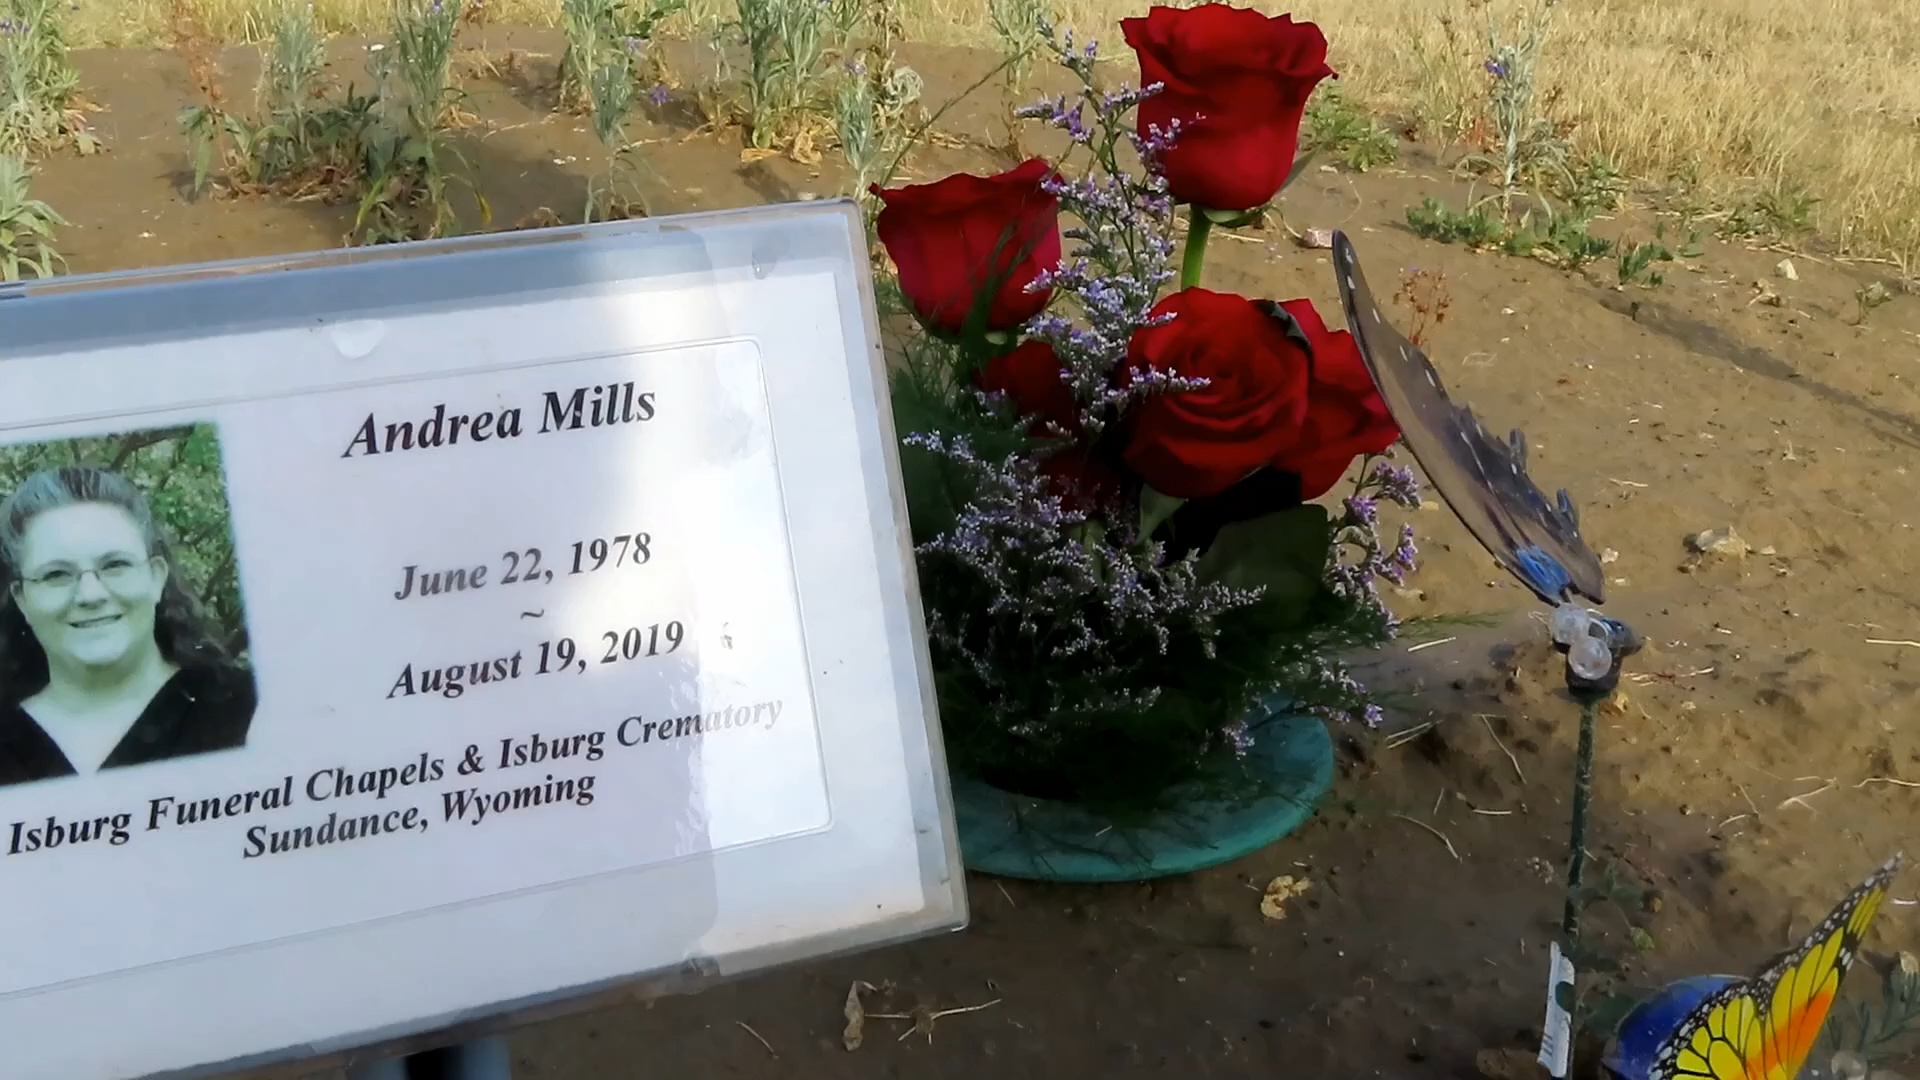 Andrea Mills
June 22, 1978
~
August 19, 2019
Isburg Funeral Chapels & Isburg Crematory
Sundance, Wyoming